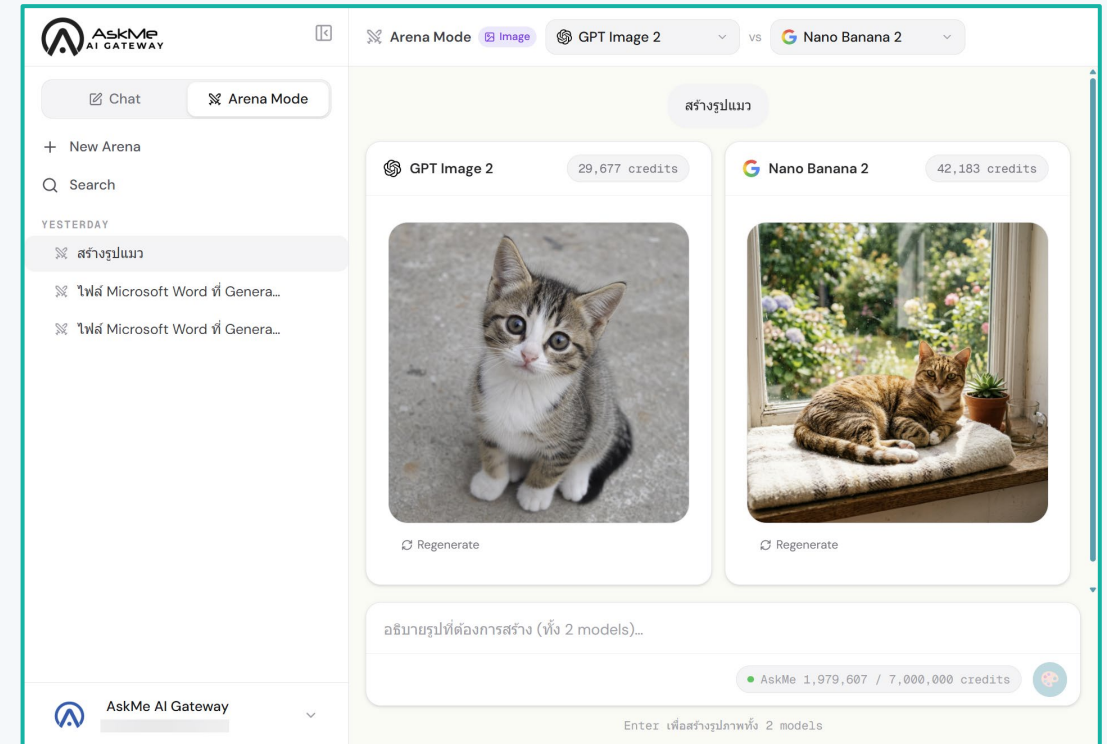 AskMe
AI GATEWAY
Chat
Arena Mode
New Arena
Search
YESTERDAY
สร้างรูปแมว
ไฟล์ Microsoft Word ที่ Genera...
ไฟล์ Microsoft Word ที่ Genera...
AskMe AI Gateway
Arena Mode Image GPT Image 2 vs Nano Banana 2
สร้างรูปแมว
GPT Image 2 29,677 credits
Regenerate
Nano Banana 2 42,183 credits
Regenerate
อธิบายรูปที่ต้องการสร้าง (ทั้ง 2 models)...
AskMe 1,979,607 / 7,000,000 credits
Enter เพื่อสร้างรูปภาพทั้ง 2 models